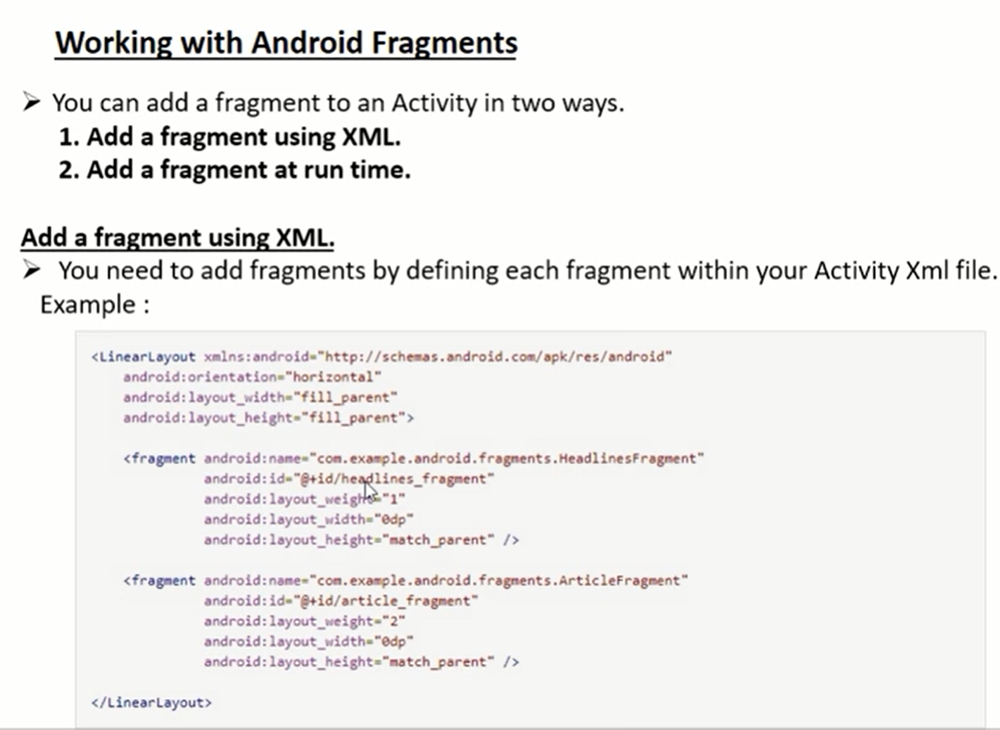 Working with Android Fragments
➢ You can add a fragment to an Activity in two ways.
1. Add a fragment using XML.
2. Add a fragment at run time.
Add a fragment using XML.
➢ You need to add fragments by defining each fragment within your Activity Xml file.
Example :
<LinearLayout xmlns:android="http://schemas.android.com/apk/res/android"
android:orientation="horizontal"
android:layout_width="fill_parent"
android:layout_height="fill_parent">
<fragment android:name="com.example.android.fragments.HeadlinesFragment"
android:id="@+id/headlines_fragment"
android:layout_weight="1"
android:layout_width="0dp"
android:layout_height="match_parent" />
<fragment android:name="com.example.android.fragments.ArticleFragment"
android:id="@+id/article_fragment"
android:layout_weight="2"
android:layout_width="0dp"
android:layout_height="match_parent" />
</LinearLayout>